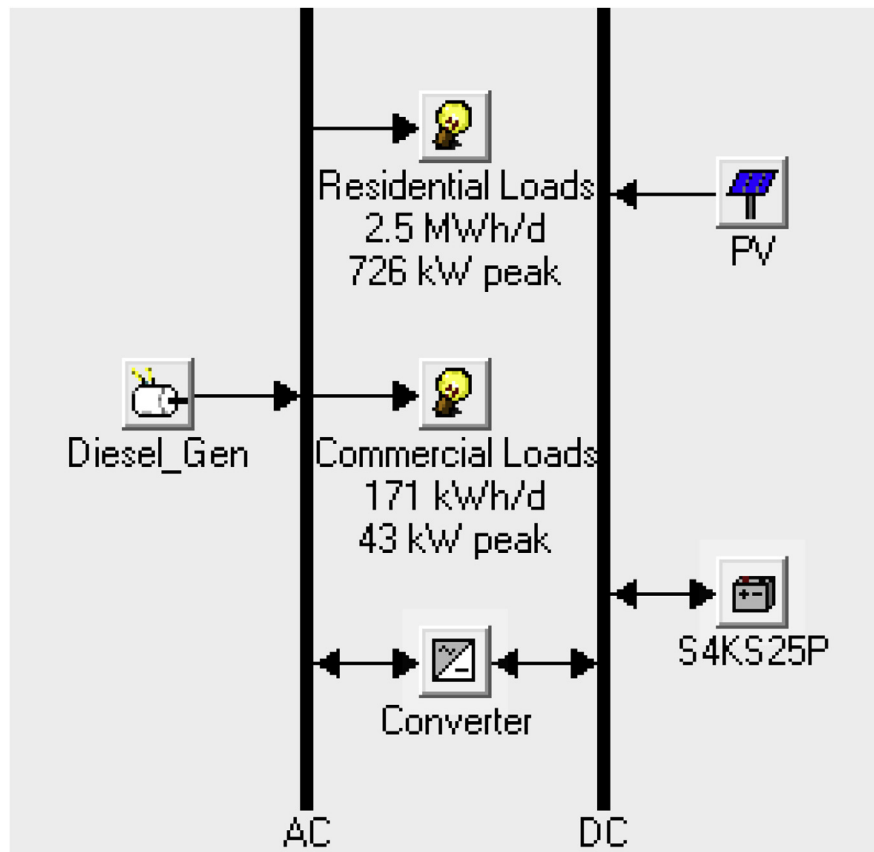 Residential Loads
2.5 MWh/d
726 kW peak
PV
Diesel_Gen
Commercial Loads
171 kWh/d
43 kW peak
S4KS25P
Converter
AC
DC